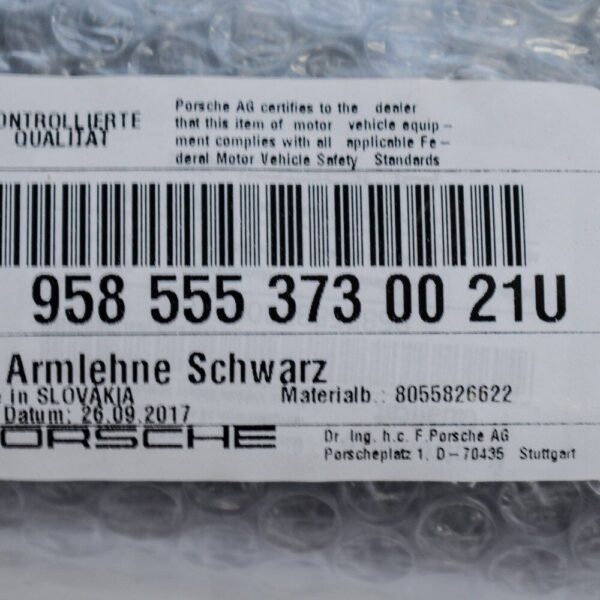 ONTROLLIERTE
QUALITÄT
Porsche AG certifies to the dealer
that this item of motor vehicle equip-
ment complies with all applicable Fe-
deral Motor Vehicle Safety Standards
958 555 373 00 21U
Armlehne Schwarz
e in SLOVAKIA
Materialb.: 8055826622
Datum: 26.09.2017
PORSCHE
Dr. Ing. h.c. F.Porsche AG
Porscheplatz 1, D-70435 Stuttgart